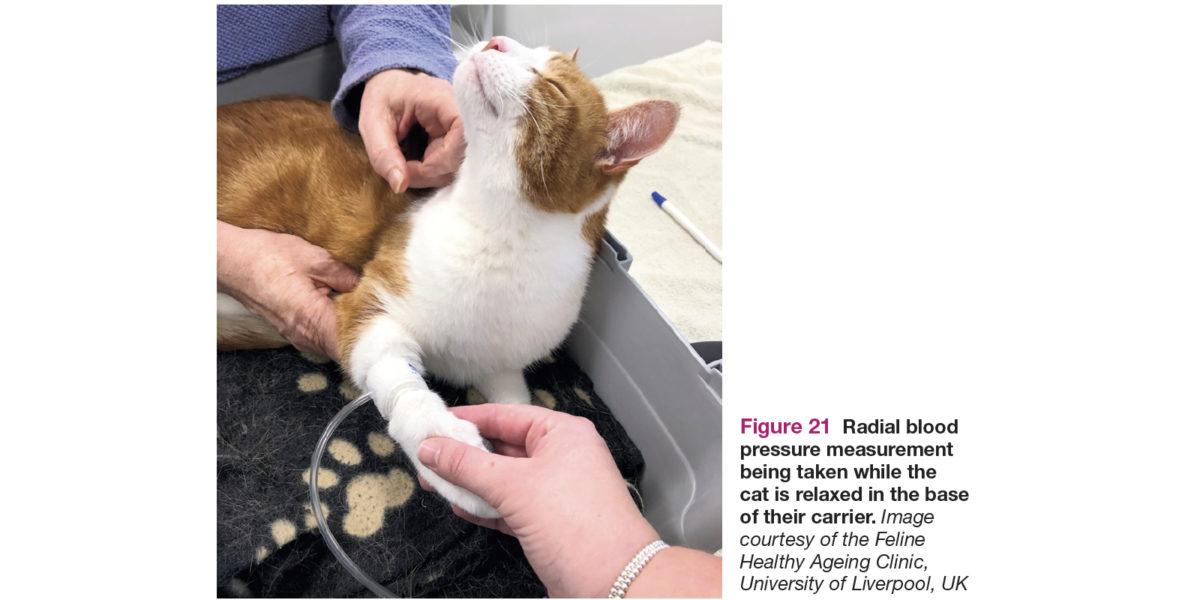 Figure 21 Radial blood
pressure measurement
being taken while the
cat is relaxed in the base
of their carrier. Image
courtesy of the Feline
Healthy Ageing Clinic,
University of Liverpool, UK